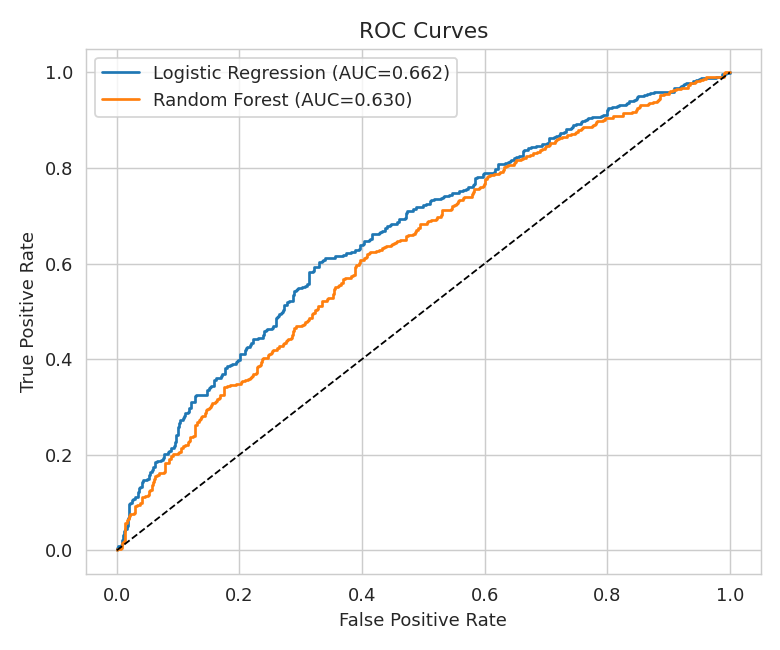 ROC Curves
Logistic Regression (AUC=0.662)
Random Forest (AUC=0.630)
True Positive Rate
1.0
0.8
0.6
0.4
0.2
0.0
0.0 0.2 0.4 0.6 0.8 1.0
False Positive Rate